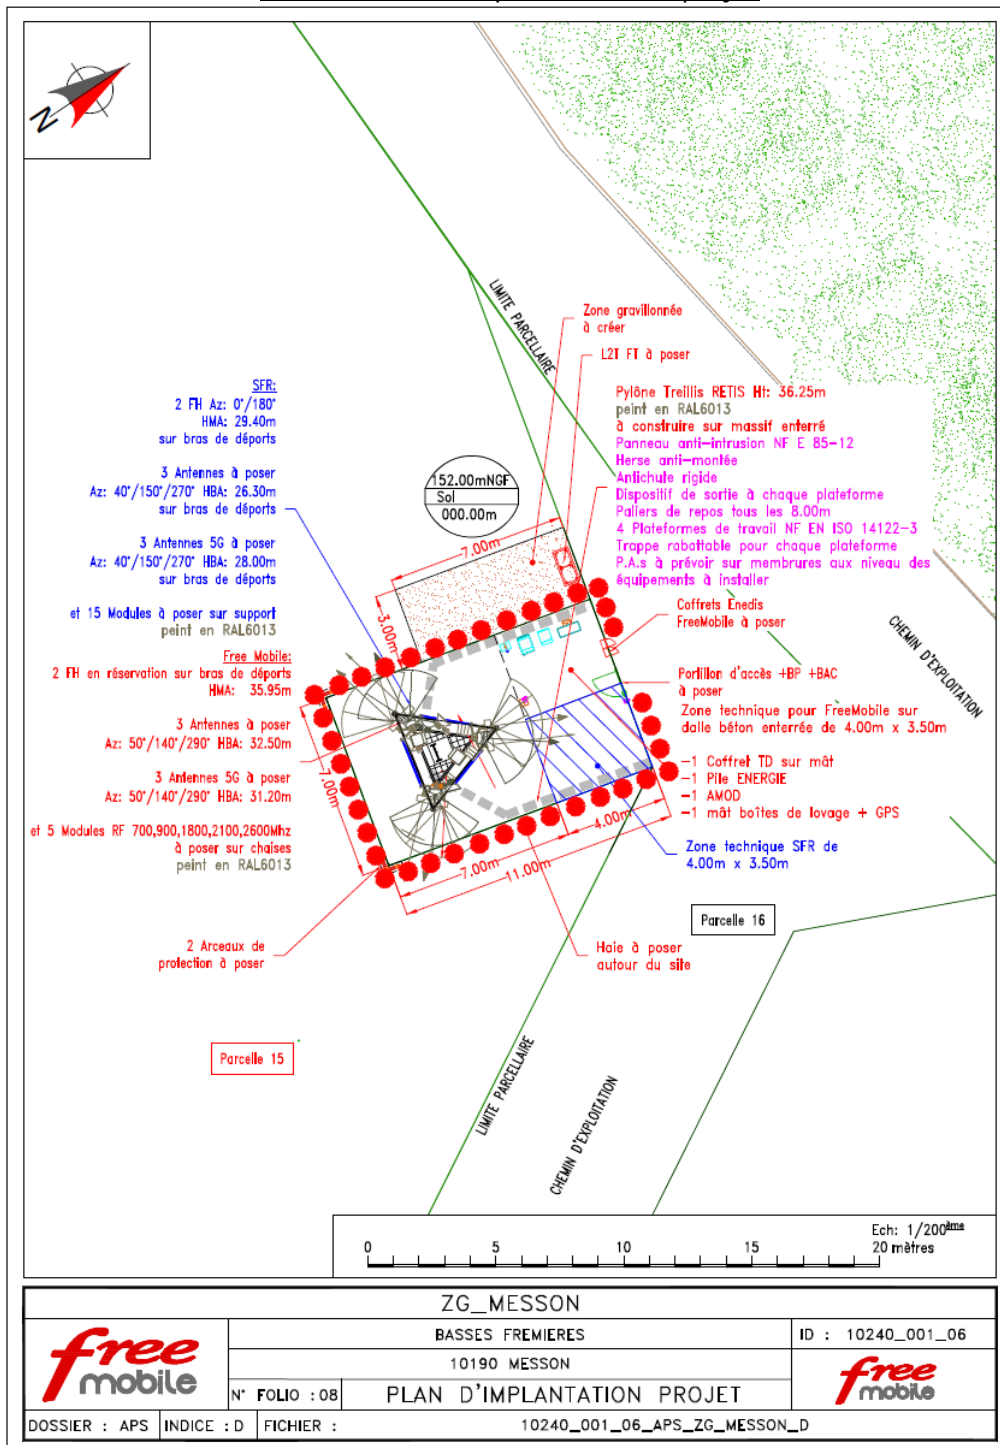 N
LIMITE PARCELLAIRE
Zone gravillonnée
à créer
L2T FT à poser
SFR:
2 FH Az: 0°/180°
HMA: 29.40m
sur bras de déports
3 Antennes à poser
Az: 40°/150°/270° HBA: 26.30m
sur bras de déports
3 Antennes 5G à poser
Az: 40°/150°/270° HBA: 28.00m
sur bras de déports
et 15 Modules à poser sur support
peint en RAL6013
152.00mNGF
Sol
000.00m
Pylône Treillis RETIS Ht: 36.25m
peint en RAL6013
à construire sur massif enterré
Panneau anti-intrusion NF E 85-12
Herse anti-montée
Antichute rigide
Dispositif de sortie à chaque plateforme
Paliers de repos tous les 8.00m
4 Plateformes de travail NF EN ISO 14122-3
Trappe rabattable pour chaque plateforme
P.A.s à prévoir sur membrures aux niveau des
équipements à installer
7.00m
3.00m
Coffrets Enedis
FreeMobile à poser
CHEMIN D'EXPLOITATION
Free Mobile:
2 FH en réservation sur bras de déports
HMA: 35.95m
3 Antennes à poser
Az: 50°/140°/290° HBA: 32.50m
3 Antennes 5G à poser
Az: 50°/140°/290° HBA: 31.20m
et 5 Modules RF 700,900,1800,2100,2600Mhz
à poser sur chaises
peint en RAL6013
Portillon d'accès +BP +BAC
à poser
Zone technique pour FreeMobile sur
dalle béton enterrée de 4.00m x 3.50m
-1 Coffret TD sur mât
-1 Pile ENERGIE
-1 AMOD
-1 mât boîtes de lovage + GPS
7.00m
4.00m
7.00m
11.00m
Zone technique SFR de
4.00m x 3.50m
Parcelle 16
2 Arceaux de
protection à poser
Haie à poser
autour du site
Parcelle 15
LIMITE PARCELLAIRE
CHEMIN D'EXPLOITATION
Ech: 1/200ème
0 5 10 15 20 mètres
ZG_MESSON
free mobile
BASSES FREMIERES
ID : 10240_001_06
10190 MESSON
free mobile
N° FOLIO :08
PLAN D'IMPLANTATION PROJET
DOSSIER : APS
INDICE : D
FICHIER :
10240_001_06_APS_ZG_MESSON_D